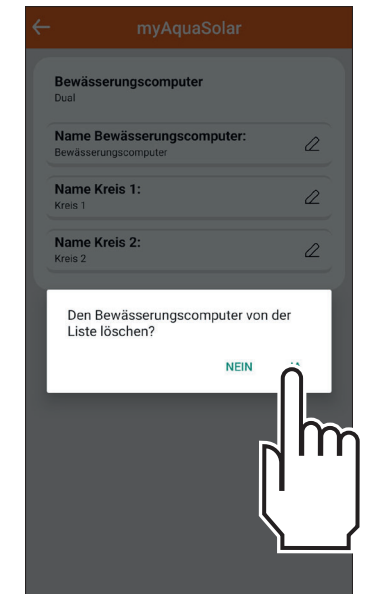 myAquaSolar
Bewässerungscomputer
Dual
Name Bewässerungscomputer:
Bewässerungscomputer
Name Kreis 1:
Kreis 1
Name Kreis 2:
Kreis 2
Den Bewässerungscomputer von der
Liste löschen?
NEIN